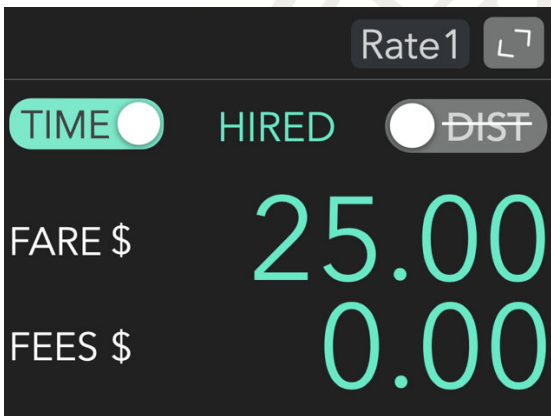 Rate1
TIME HIRED DIST
FARE $ 25.00
FEES $ 0.00